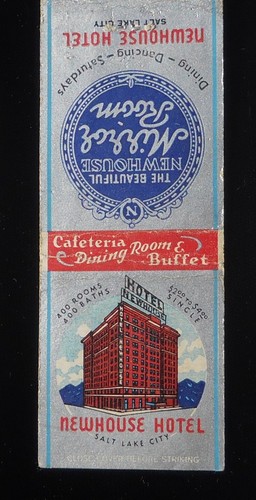 SALT LAKE CITY
NEWHOUSE HOTEL
Dining - Dancing - Saturdays
THE BEAUTIFUL
NEWHOUSE
Mirror
Room
N
Cafeteria
Dining Room &
Buffet
400 ROOMS
400 BATHS
$2.00 to $4.00
SINGLE
HOTEL
NEWHOUSE
HOTEL NEWHOUSE
NEWHOUSE HOTEL
SALT LAKE CITY
CLOSE COVER BEFORE STRIKING